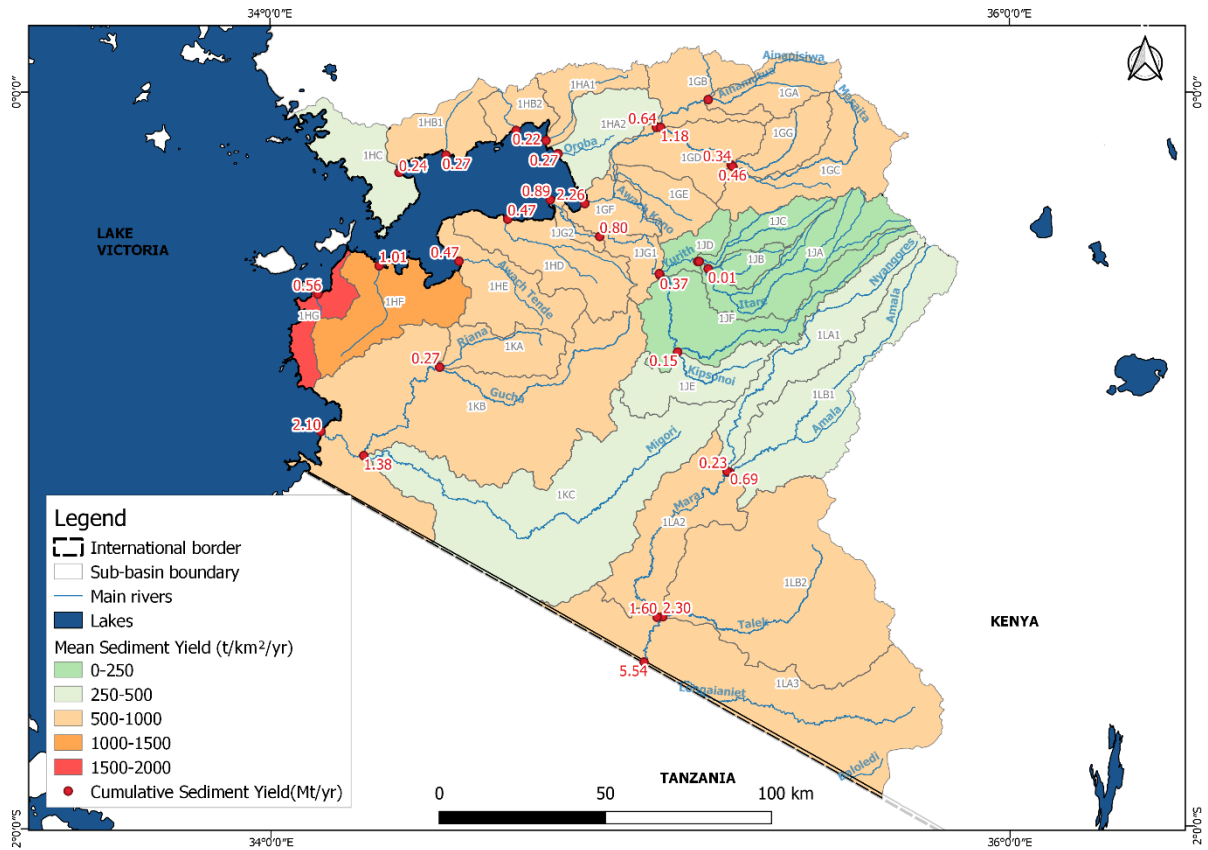 34°0'0"E
36°0'0"E
0°0'0"
0°0'0"
Ainapisiwa
1HA1
1GB
Ainamutua
1GA
Maraita
1HB2
1HB1
1HA2
0.64
1.18
1GG
0.22
Oroba
1HC
0.24
0.27
0.27
1GD
0.34
0.46
1GC
0.89
2.26
Awach Kano
1GE
1GF
0.47
1JG2
0.80
1JC
LAKE
VICTORIA
1JD
1JG1
Yurith
1JB
1JA
Nyanggores
1.01
0.47
1HD
0.01
0.37
0.56
1HE
Awach Tende
Itare
Amala
1HF
1HG
1JF
Riana
1KA
1LA1
0.27
0.15
Kipsonoi
1JE
Gucha
1KB
1LB1
Amala
2.10
Migori
1.38
0.23
0.69
1KC
Mara
Legend
International border
Sub-basin boundary
Main rivers
Lakes
Mean Sediment Yield (t/km²/yr)
0-250
250-500
500-1000
1000-1500
1500-2000
Cumulative Sediment Yield(Mt/yr)
1LA2
1LB2
1.60
2.30
Talek
KENYA
5.54
1LA3
TANZANIA
0
50
100 km
2°0'0"S
2°0'0"S
34°0'0"E
36°0'0"E